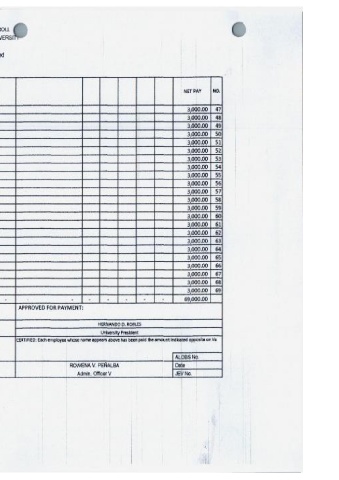 ROLL
VERSITY
ed
NET PAY NO.
3,000.00 47
3,000.00 48
3,000.00 49
3,000.00 50
3,000.00 51
3,000.00 52
3,000.00 53
3,000.00 54
3,000.00 55
3,000.00 56
3,000.00 57
3,000.00 58
3,000.00 59
3,000.00 60
3,000.00 61
3,000.00 62
3,000.00 63
3,000.00 64
3,000.00 65
3,000.00 66
3,000.00 67
3,000.00 68
3,000.00 69
- - - - - - 69,000.00
APPROVED FOR PAYMENT:
HERNANDO D. ROBLES
University President
CERTIFIED: Each employee whose name appears above has been paid the amount indicated opposite on his
ALOBS No.
ROWENA V. PEÑALBA Date
Admin. Officer V JEV No.